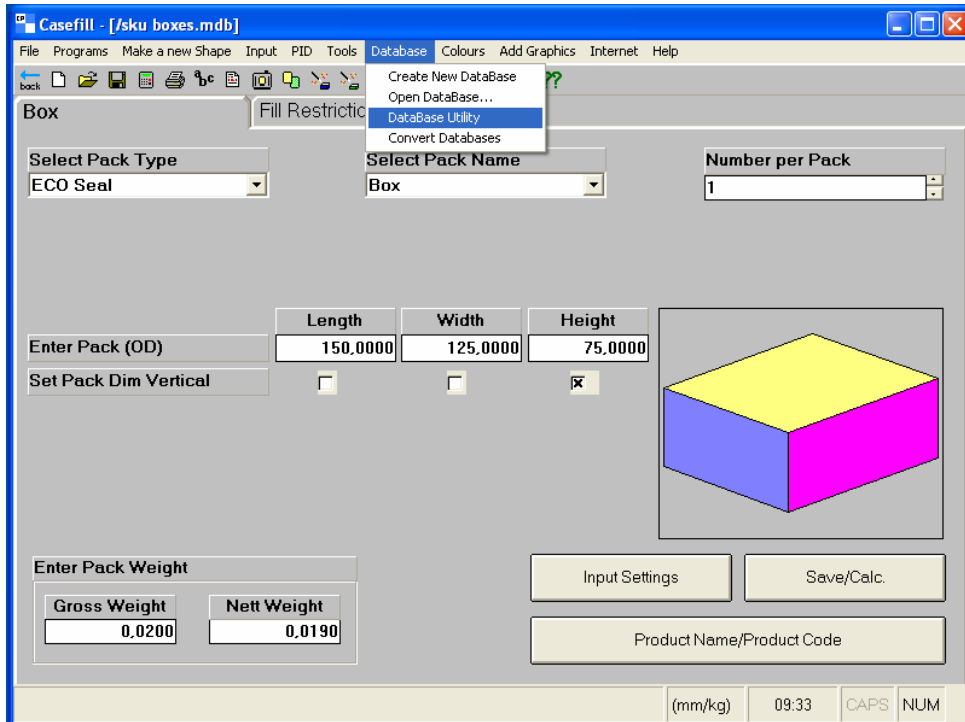 Casefill - [/sku boxes.mdb]
File Programs Make a new Shape Input PID Tools Database Colours Add Graphics Internet Help
back abc ??
Create New DataBase
Open DataBase...
DataBase Utility
Convert Databases
Box Fill Restrictio
Select Pack Type Select Pack Name Number per Pack
ECO Seal Box 1
Length Width Height
Enter Pack (OD) 150,0000 125,0000 75,0000
Set Pack Dim Vertical
Enter Pack Weight
Gross Weight Nett Weight
0,0200 0,0190
Input Settings Save/Calc.
Product Name/Product Code
(mm/kg) 09:33 CAPS NUM